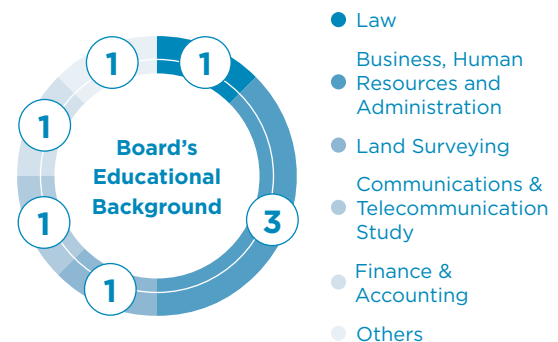 1
1
1
3
1
1
Board's
Educational
Background
Law
Business, Human
Resources and
Administration
Land Surveying
Communications &
Telecommunication
Study
Finance &
Accounting
Others